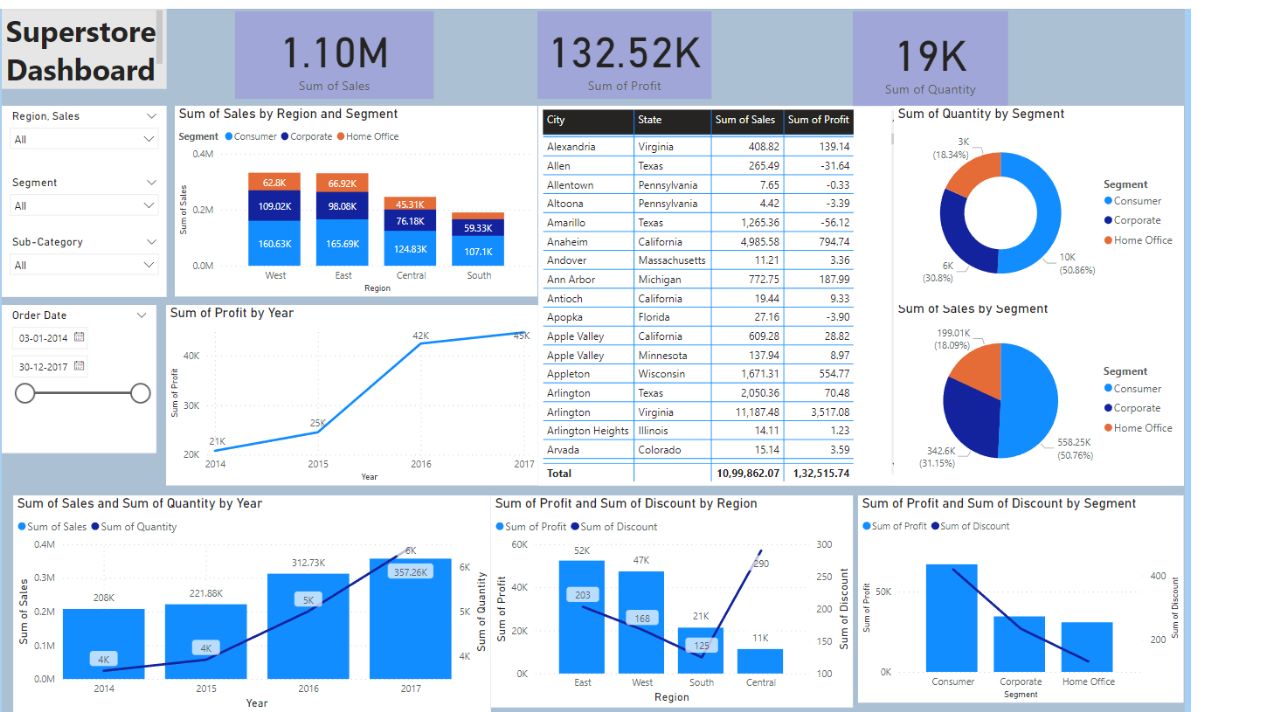 Superstore
Dashboard
1.10M
Sum of Sales
132.52K
Sum of Profit
19K
Sum of Quantity
Region, Sales
All
Segment
All
Sub-Category
All
Order Date
03-01-2014
30-12-2017
Sum of Sales by Region and Segment
Segment Consumer Corporate Home Office
0.4M
0.2M
0.0M
Sum of Sales
62.8K
109.02K
160.63K
66.92K
98.08K
165.69K
45.31K
76.18K
124.83K
59.33K
107.1K
West East Central South
Region
Sum of Profit by Year
40K
30K
20K
Sum of Profit
21K
25K
42K
45K
2014 2015 2016 2017
Year
City State Sum of Sales Sum of Profit
Alexandria Virginia 408.82 139.14
Allen Texas 265.49 -31.64
Allentown Pennsylvania 7.65 -0.33
Altoona Pennsylvania 4.42 -3.39
Amarillo Texas 1,265.36 -56.12
Anaheim California 4,985.58 794.74
Andover Massachusetts 11.21 3.36
Ann Arbor Michigan 772.75 187.99
Antioch California 19.44 9.33
Apopka Florida 27.16 -3.90
Apple Valley California 609.28 28.82
Apple Valley Minnesota 137.94 8.97
Appleton Wisconsin 1,671.31 554.77
Arlington Texas 2,050.36 70.48
Arlington Virginia 11,187.48 3,517.08
Arlington Heights Illinois 14.11 1.23
Arvada Colorado 15.14 3.59
Total 10,99,862.07 1,32,515.74
Sum of Quantity by Segment
3K
(18.34%)
6K
(30.8%)
10K
(50.86%)
Segment
Consumer
Corporate
Home Office
Sum of Sales by Segment
199.01K
(18.09%)
342.6K
(31.15%)
558.25K
(50.76%)
Segment
Consumer
Corporate
Home Office
Sum of Sales and Sum of Quantity by Year
Sum of Sales Sum of Quantity
0.4M
0.3M
0.2M
0.1M
0.0M
Sum of Sales
208K
221.88K
312.73K
357.26K
4K
4K
5K
6K
6K
5K
4K
Sum of Quantity
2014 2015 2016 2017
Year
Sum of Profit and Sum of Discount by Region
Sum of Profit Sum of Discount
60K
40K
20K
0K
Sum of Profit
52K
47K
21K
11K
203
168
125
290
300
250
200
150
100
Sum of Discount
East West South Central
Region
Sum of Profit and Sum of Discount by Segment
Sum of Profit Sum of Discount
50K
0K
Sum of Profit
400
200
Sum of Discount
Consumer Corporate Home Office
Segment